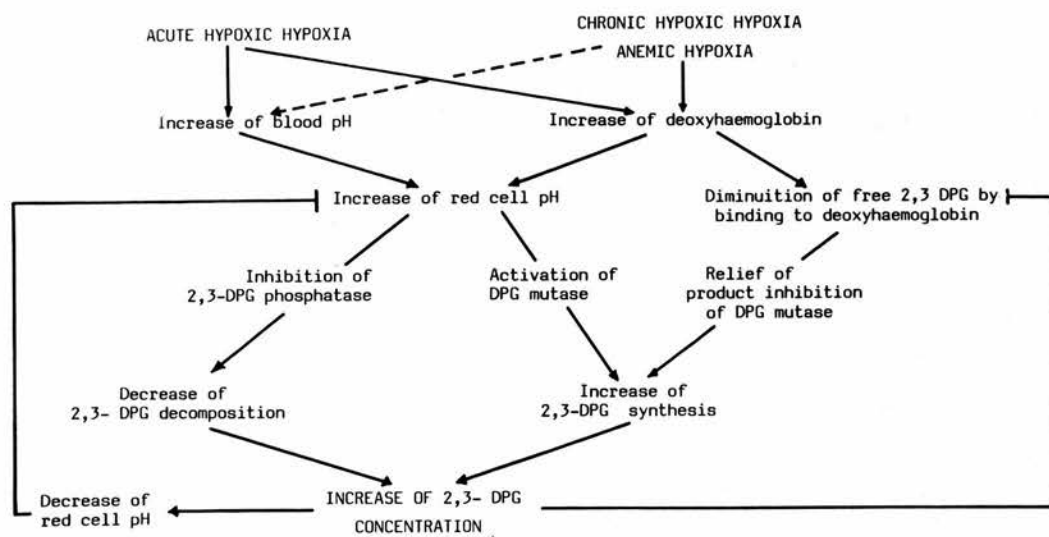 CHRONIC HYPOXIC HYPOXIA
ACUTE HYPOXIC HYPOXIA
ANEMIC HYPOXIA
Increase of blood pH
Increase of deoxyhaemoglobin
Increase of red cell pH
Diminuition of free 2,3 DPG by
binding to deoxyhaemoglobin
Inhibition of
2,3-DPG phosphatase
Activation of
DPG mutase
Relief of
product inhibition
of DPG mutase
Decrease of
2,3- DPG decomposition
Increase of
2,3-DPG synthesis
Decrease of
red cell pH
INCREASE OF 2,3- DPG
CONCENTRATION